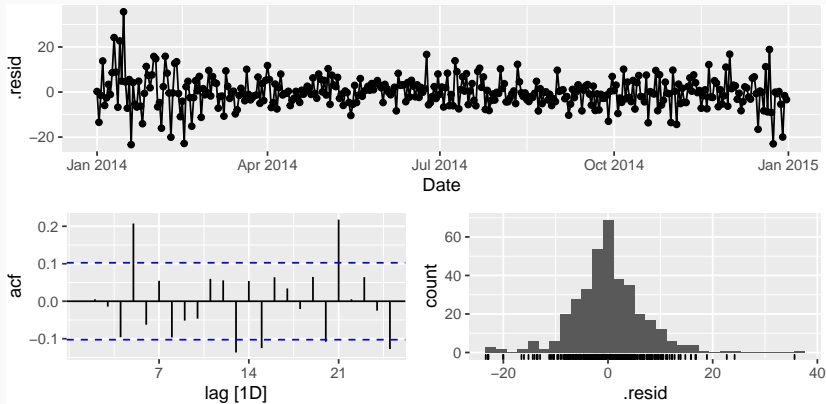 .resid
20
0
−20
Jan 2014
Apr 2014
Jul 2014
Oct 2014
Jan 2015
Date
acf
0.2
0.1
0.0
−0.1
7
14
21
lag [1D]
count
60
40
20
0
−20
0
20
40
.resid